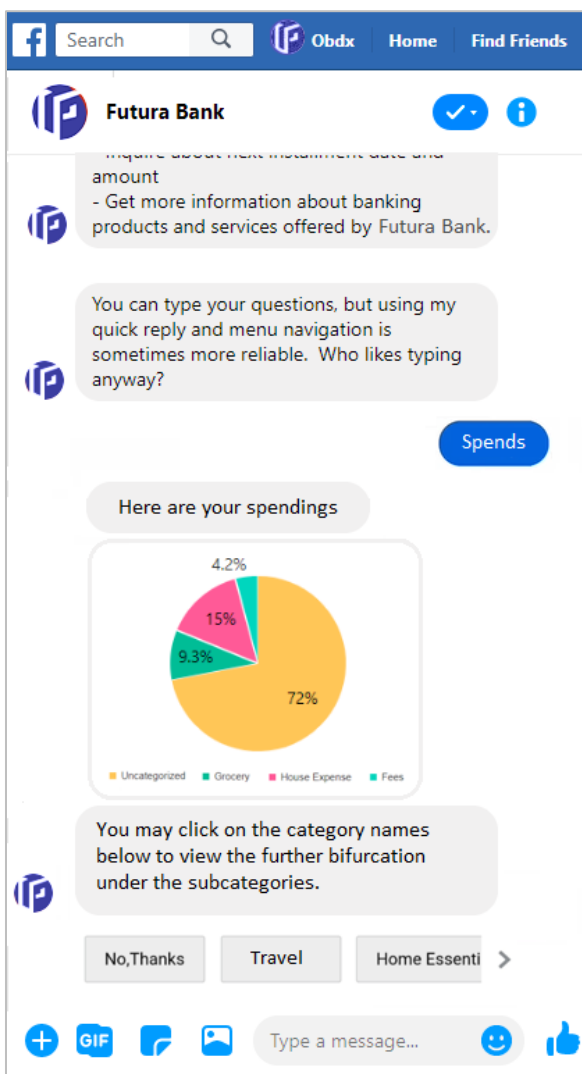 f
Search
Obdx
Home
Find Friends
Futura Bank
- Inquire about next installment date and
amount
- Get more information about banking
products and services offered by Futura Bank.
You can type your questions, but using my
quick reply and menu navigation is
sometimes more reliable.  Who likes typing
anyway?
Spends
Here are your spendings
4.2%
15%
9.3%
72%
Uncategorized
Grocery
House Expense
Fees
You may click on the category names
below to view the further bifurcation
under the subcategories.
No,Thanks
Travel
Home Essenti
GIF
Type a message...